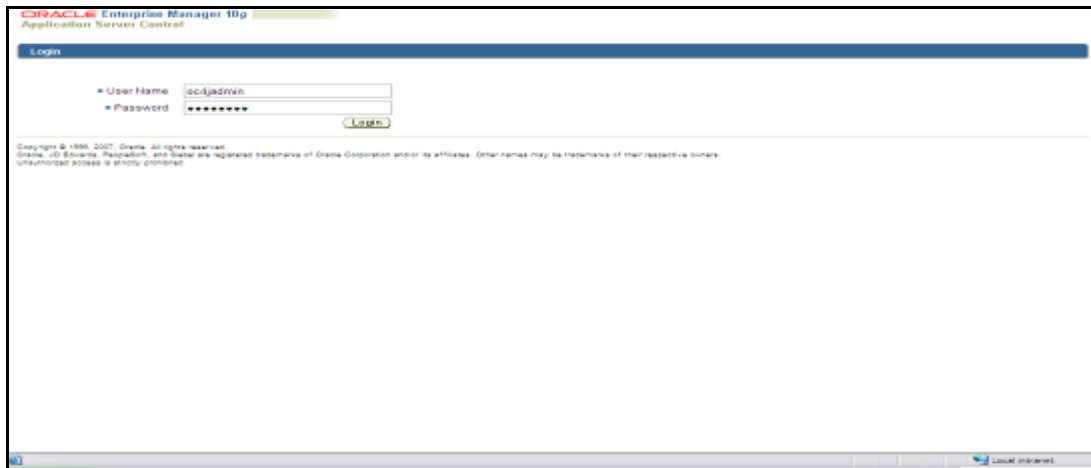 ORACLE Enterprise Manager 10g
Application Server Control
Login
User Name ocdjadmin
Password ••••••••
Login
Copyright © 1996, 2007, Oracle. All rights reserved.
Oracle, JD Edwards, PeopleSoft, and Siebel are registered trademarks of Oracle Corporation and/or its affiliates. Other names may be trademarks of their respective owners.
Unauthorized access is strictly prohibited.
Local intranet